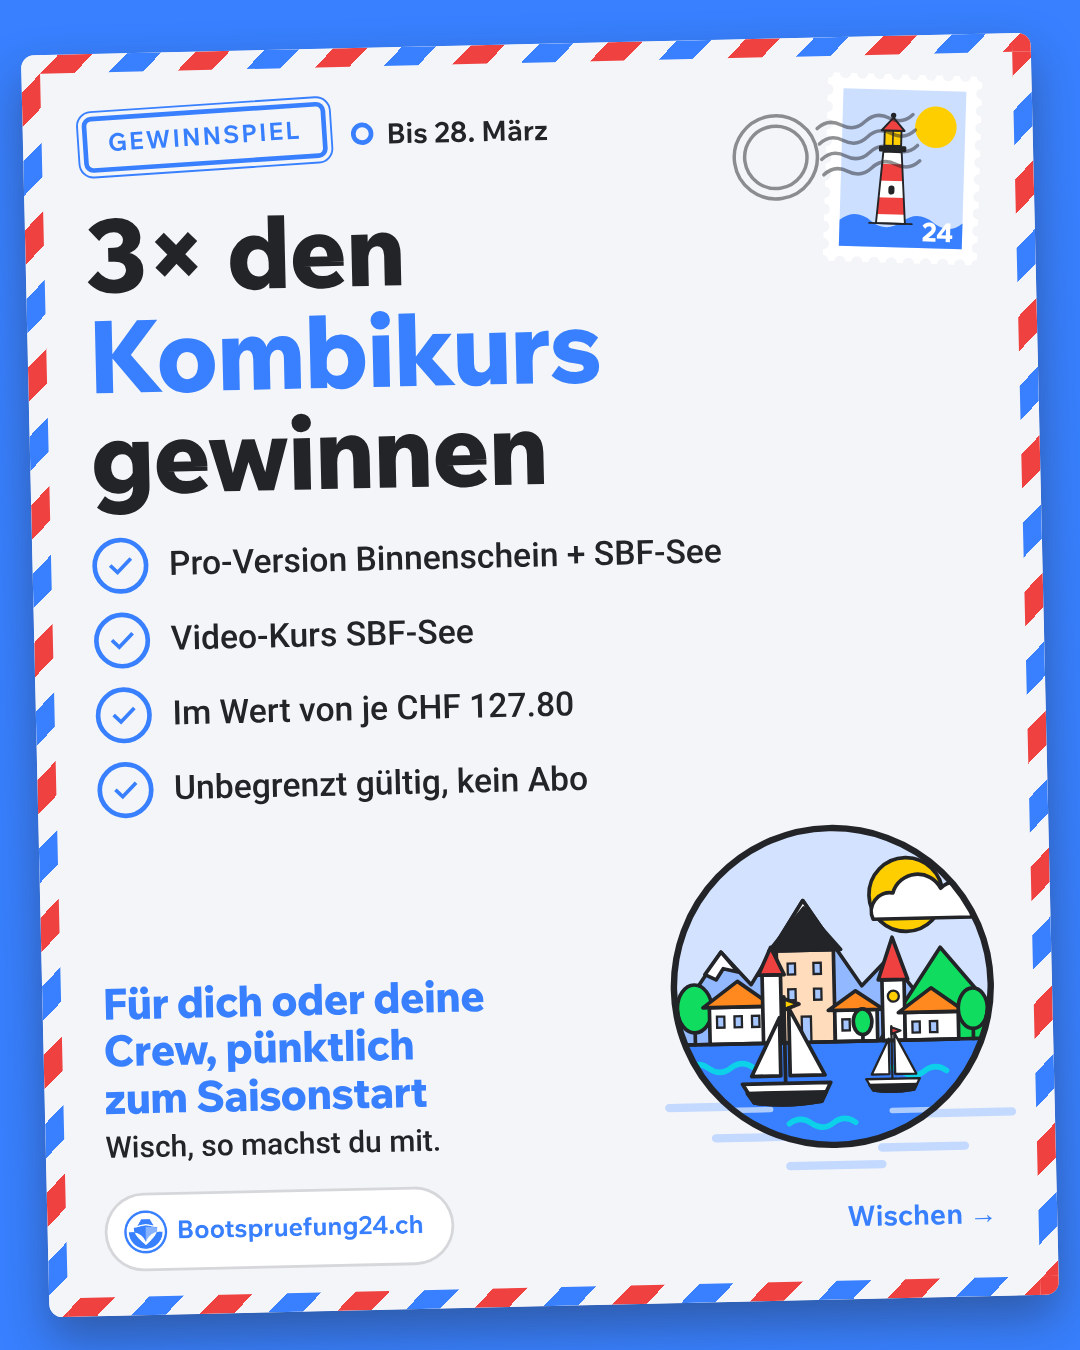 GEWINNSPIEL
Bis 28. März
24
3× den
Kombikurs
gewinnen
Pro-Version Binnenschein + SBF-See
Video-Kurs SBF-See
Im Wert von je CHF 127.80
Unbegrenzt gültig, kein Abo
Für dich oder deine
Crew, pünktlich
zum Saisonstart
Wisch, so machst du mit.
Bootspruefung24.ch
Wischen →